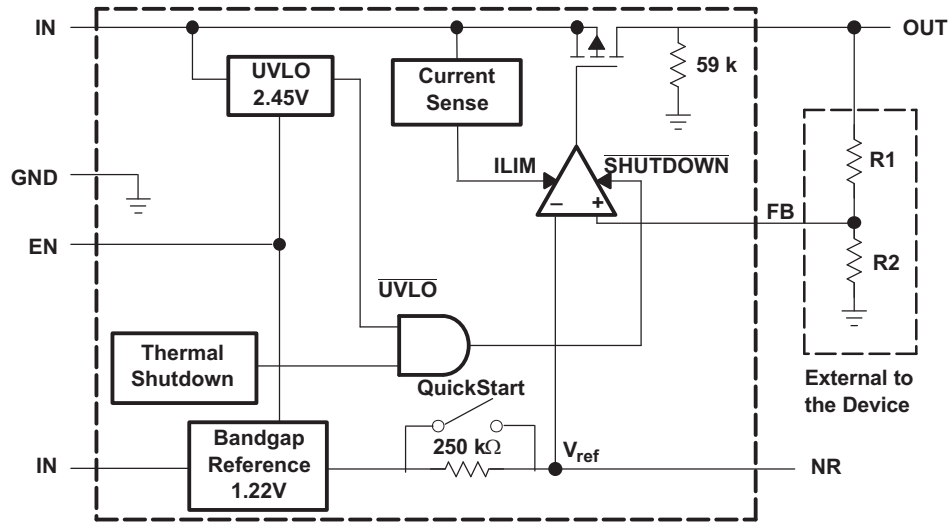 IN
OUT
UVLO
2.45V
Current
Sense
59 k
GND
ILIM
SHUTDOWN
R1
− +
FB
EN
R2
UVLO
Thermal
Shutdown
QuickStart
External to
the Device
IN
Bandgap
Reference
1.22V
250 kΩ
Vref
NR